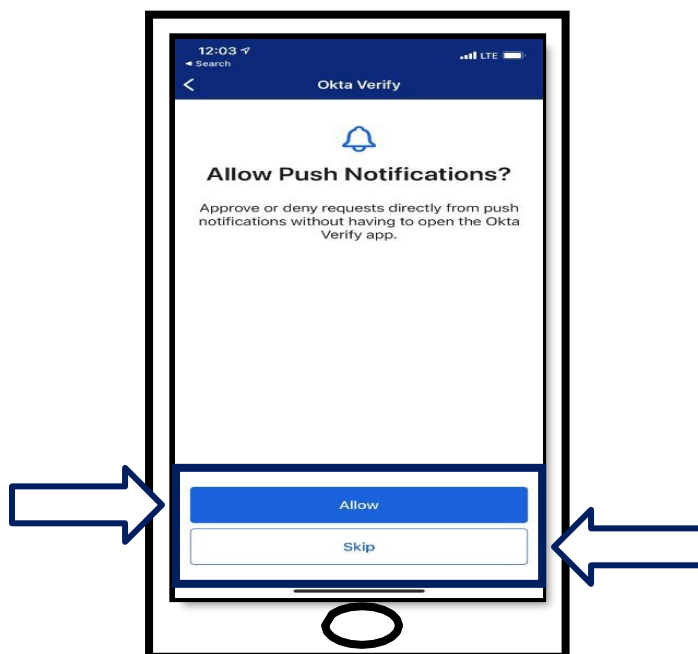 12:03
LTE
Search
Okta Verify
Allow Push Notifications?
Approve or deny requests directly from push
notifications without having to open the Okta
Verify app.
Allow
Skip